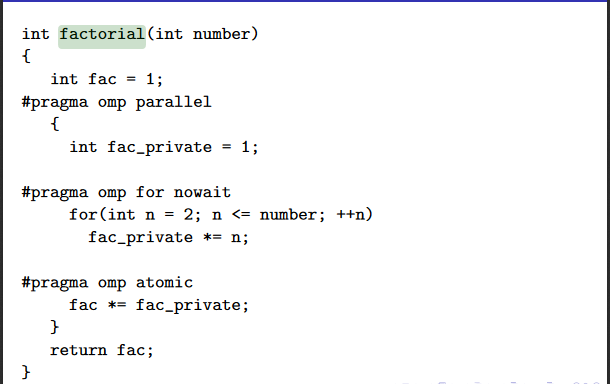 int factorial(int number)
{
int fac = 1;
#pragma omp parallel
{
int fac_private = 1;
#pragma omp for nowait
for(int n = 2; n <= number; ++n)
fac_private *= n;
#pragma omp atomic
fac *= fac_private;
}
return fac;
}